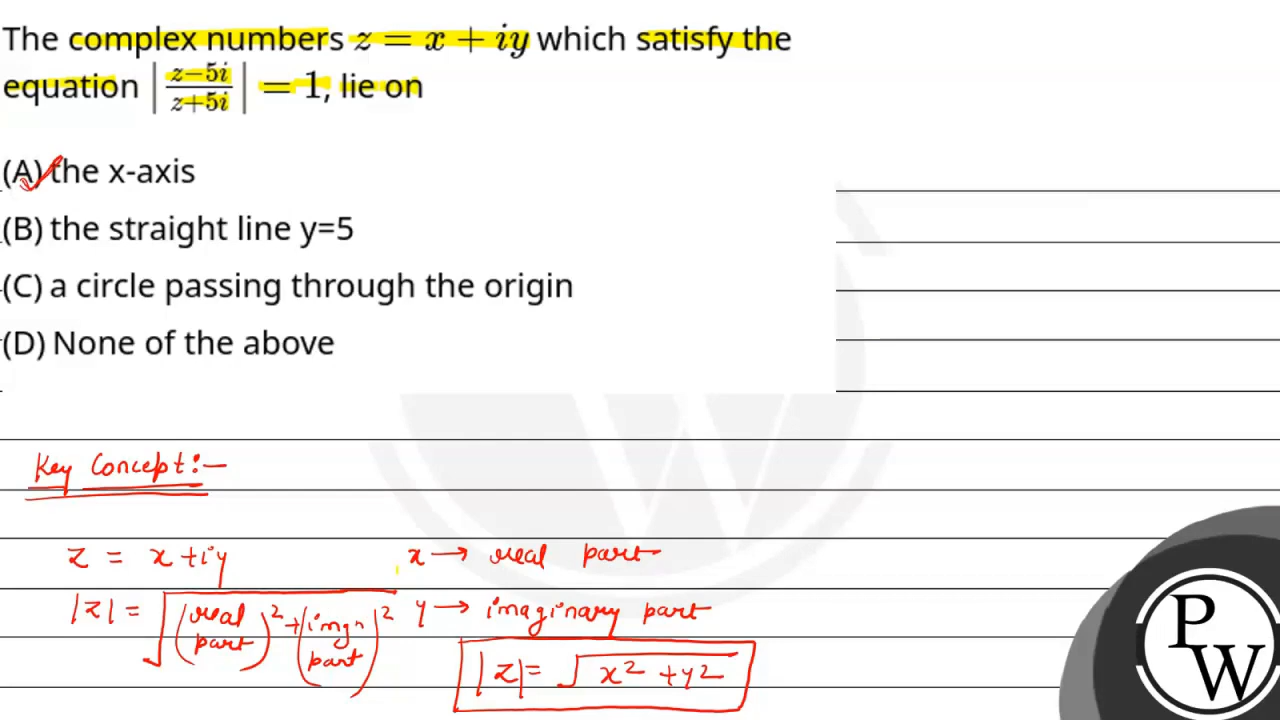 The complex numbers z = x + iy which satisfy the
equation |z−5i/z+5i| = 1, lie on
(A) the x-axis
(B) the straight line y=5
(C) a circle passing through the origin
(D) None of the above
Key Concept :-
z = x + iy x → real part
|z| = √(real part)² + (imgn part)² y → imaginary part
|z| = √x² + y²
P
W